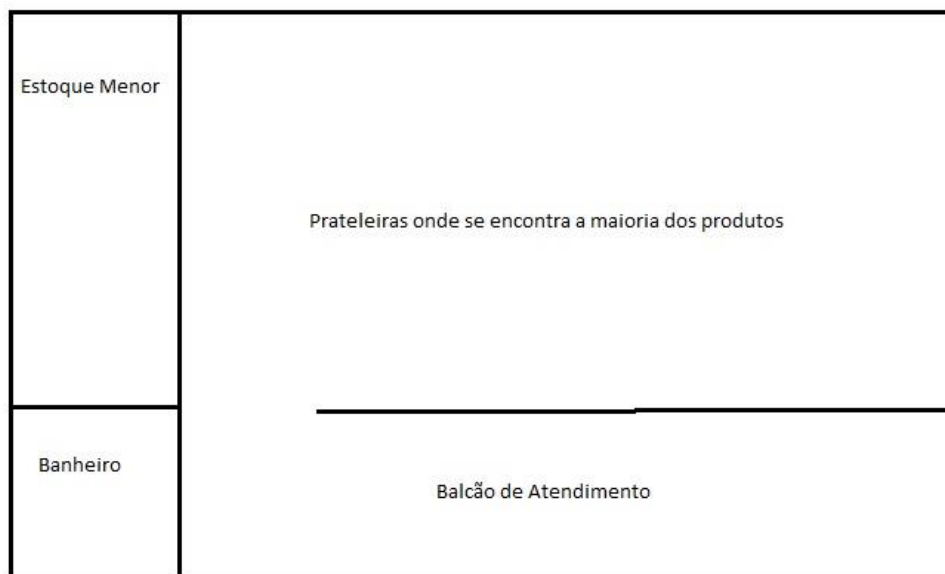 Estoque Menor
Prateleiras onde se encontra a maioria dos produtos
Banheiro
Balcão de Atendimento